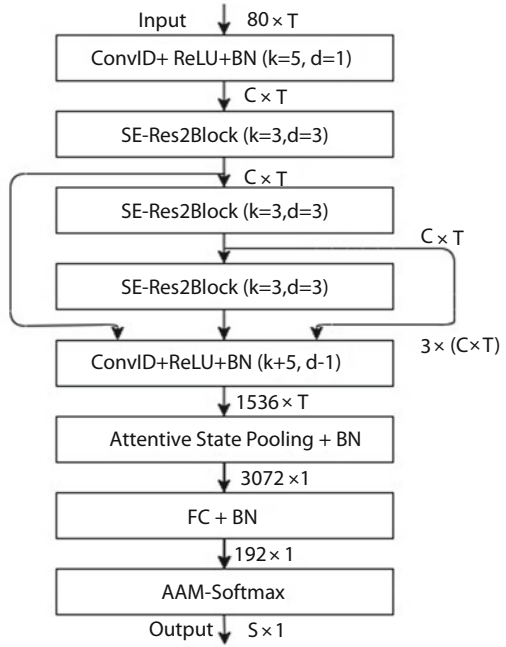 Input 80 × T
ConvID+ ReLU+BN (k=5, d=1)
C × T
SE-Res2Block (k=3,d=3)
C × T
SE-Res2Block (k=3,d=3)
C × T
SE-Res2Block (k=3,d=3)
3 × (C×T)
ConvID+ReLU+BN (k+5, d-1)
1536 × T
Attentive State Pooling + BN
3072 ×1
FC + BN
192 × 1
AAM-Softmax
Output S × 1